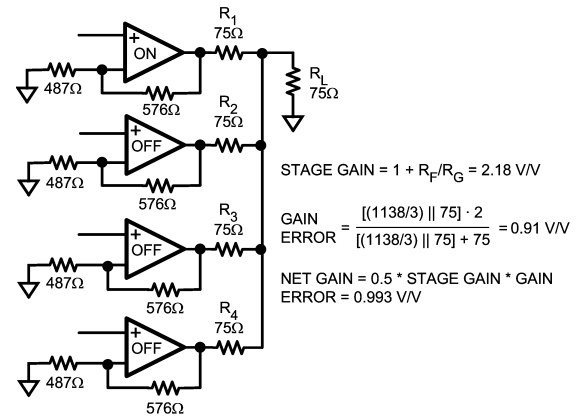 R1
75Ω
+
ON
487Ω
576Ω
RL
75Ω
R2
75Ω
+
OFF
487Ω
576Ω
STAGE GAIN = 1 + RF/RG = 2.18 V/V
GAIN ERROR = [(1138/3) || 75] · 2 / [(1138/3) || 75] + 75 = 0.91 V/V
NET GAIN = 0.5 * STAGE GAIN * GAIN
ERROR = 0.993 V/V
R3
75Ω
+
OFF
487Ω
576Ω
R4
75Ω
+
OFF
487Ω
576Ω